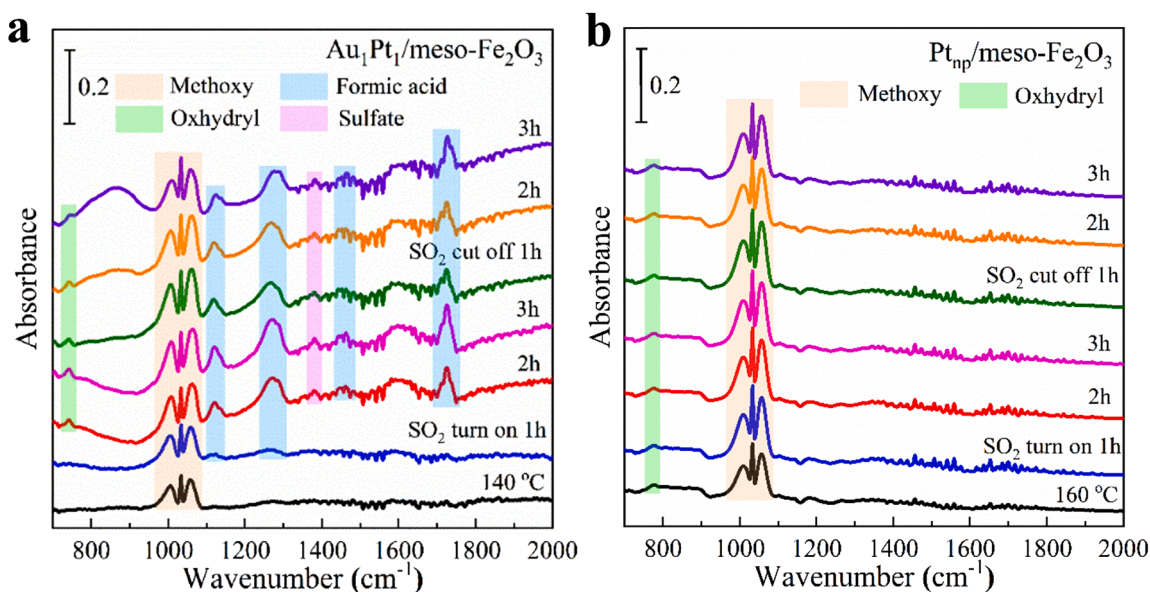 a
Au1Pt1/meso-Fe2O3
0.2
Methoxy
Formic acid
Oxhydryl
Sulfate
3h
2h
SO2 cut off 1h
3h
2h
SO2 turn on 1h
140 ºC
Absorbance
800 1000 1200 1400 1600 1800 2000
Wavenumber (cm-1)
b
Ptnp/meso-Fe2O3
0.2
Methoxy
Oxhydryl
3h
2h
SO2 cut off 1h
3h
2h
SO2 turn on 1h
160 ºC
Absorbance
800 1000 1200 1400 1600 1800 2000
Wavenumber (cm-1)